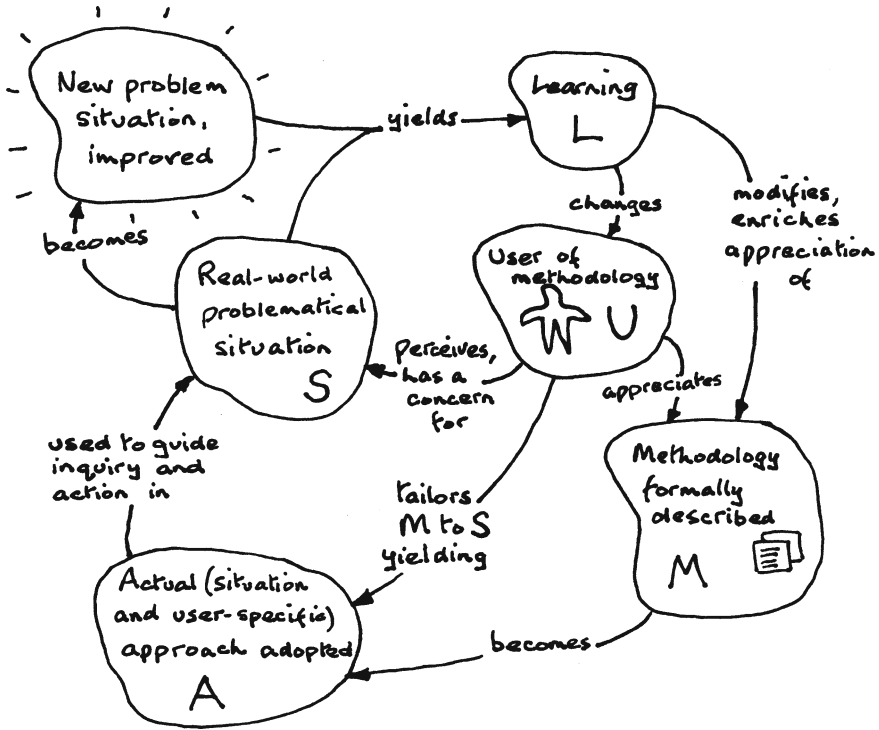 New problem
situation,
improved
yields
Learning
L
changes
modifies,
enriches
appreciation
of
becomes
Real-world
problematical
situation
S
User of
methodology
U
perceives,
has a
concern
for
appreciates
used to guide
inquiry and
action in
tailors
M to S
yielding
Methodology
formally
described
M
Actual (situation
and user-specific)
approach adopted
A
becomes